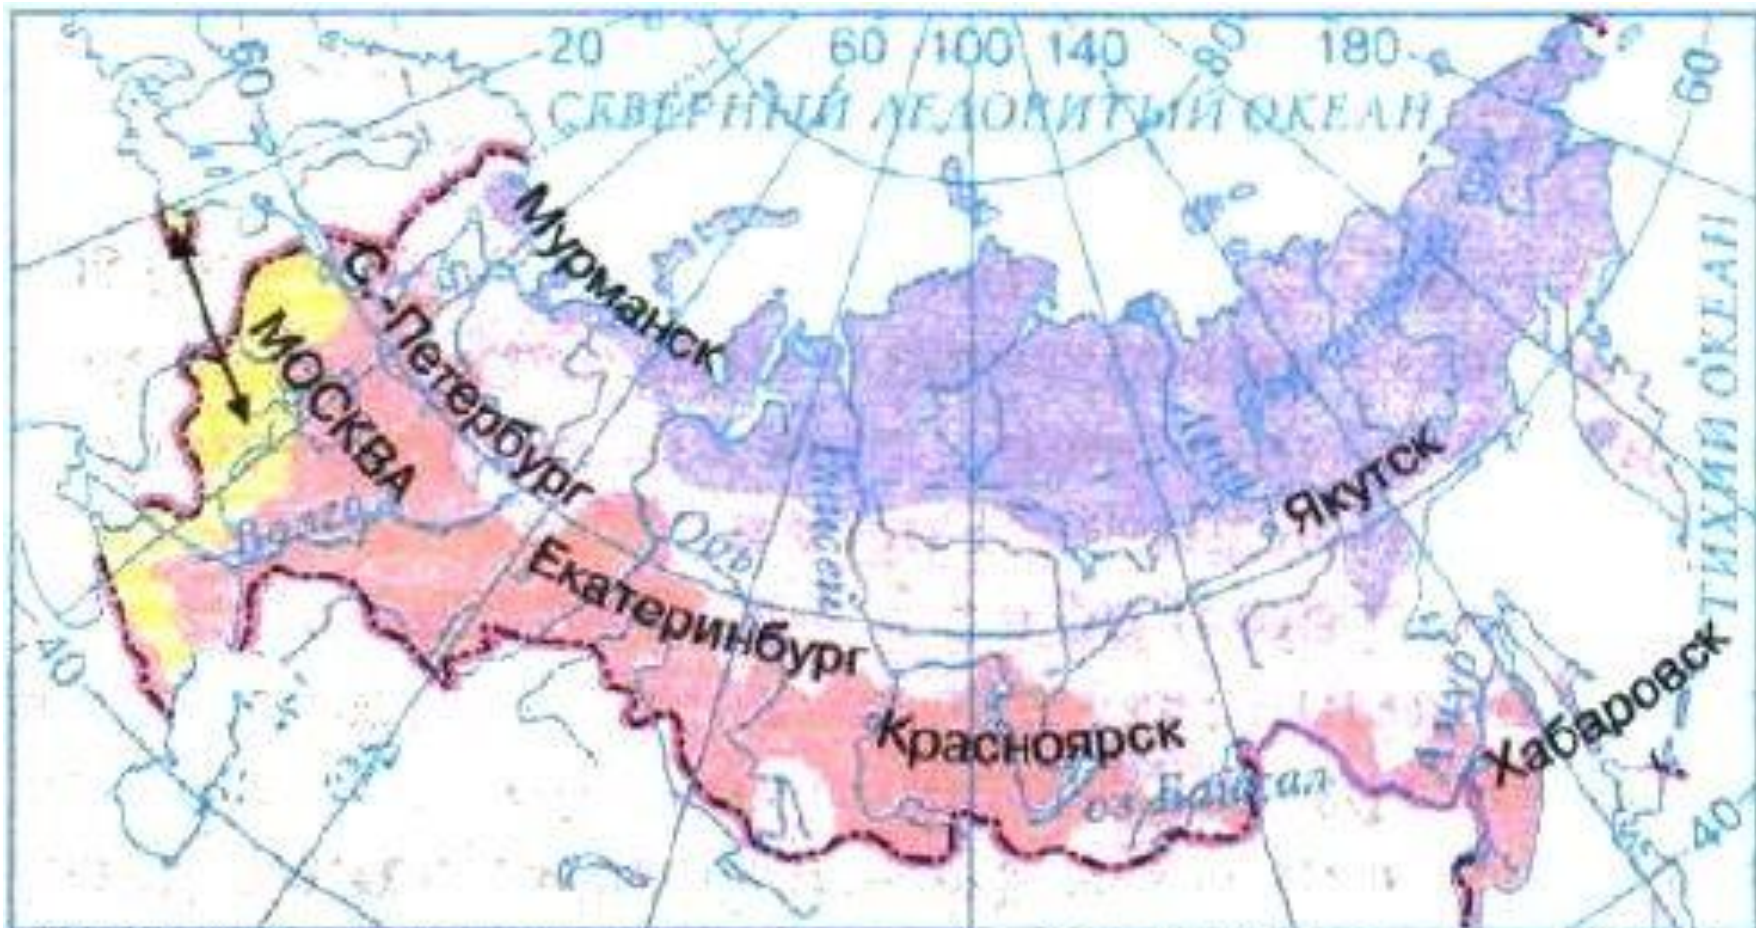 60
20
60
100
140
80
180
60
СЕВЕРНЫЙ ЛЕДОВИТЫЙ ОКЕАН
Мурманск
С.-Петербург
МОСКВА
ТИХИЙ ОКЕАН
Лена
Якутск
Волга
Обь
Енисей
Екатеринбург
Амур
Хабаровск
Красноярск
оз. Байкал
40
40